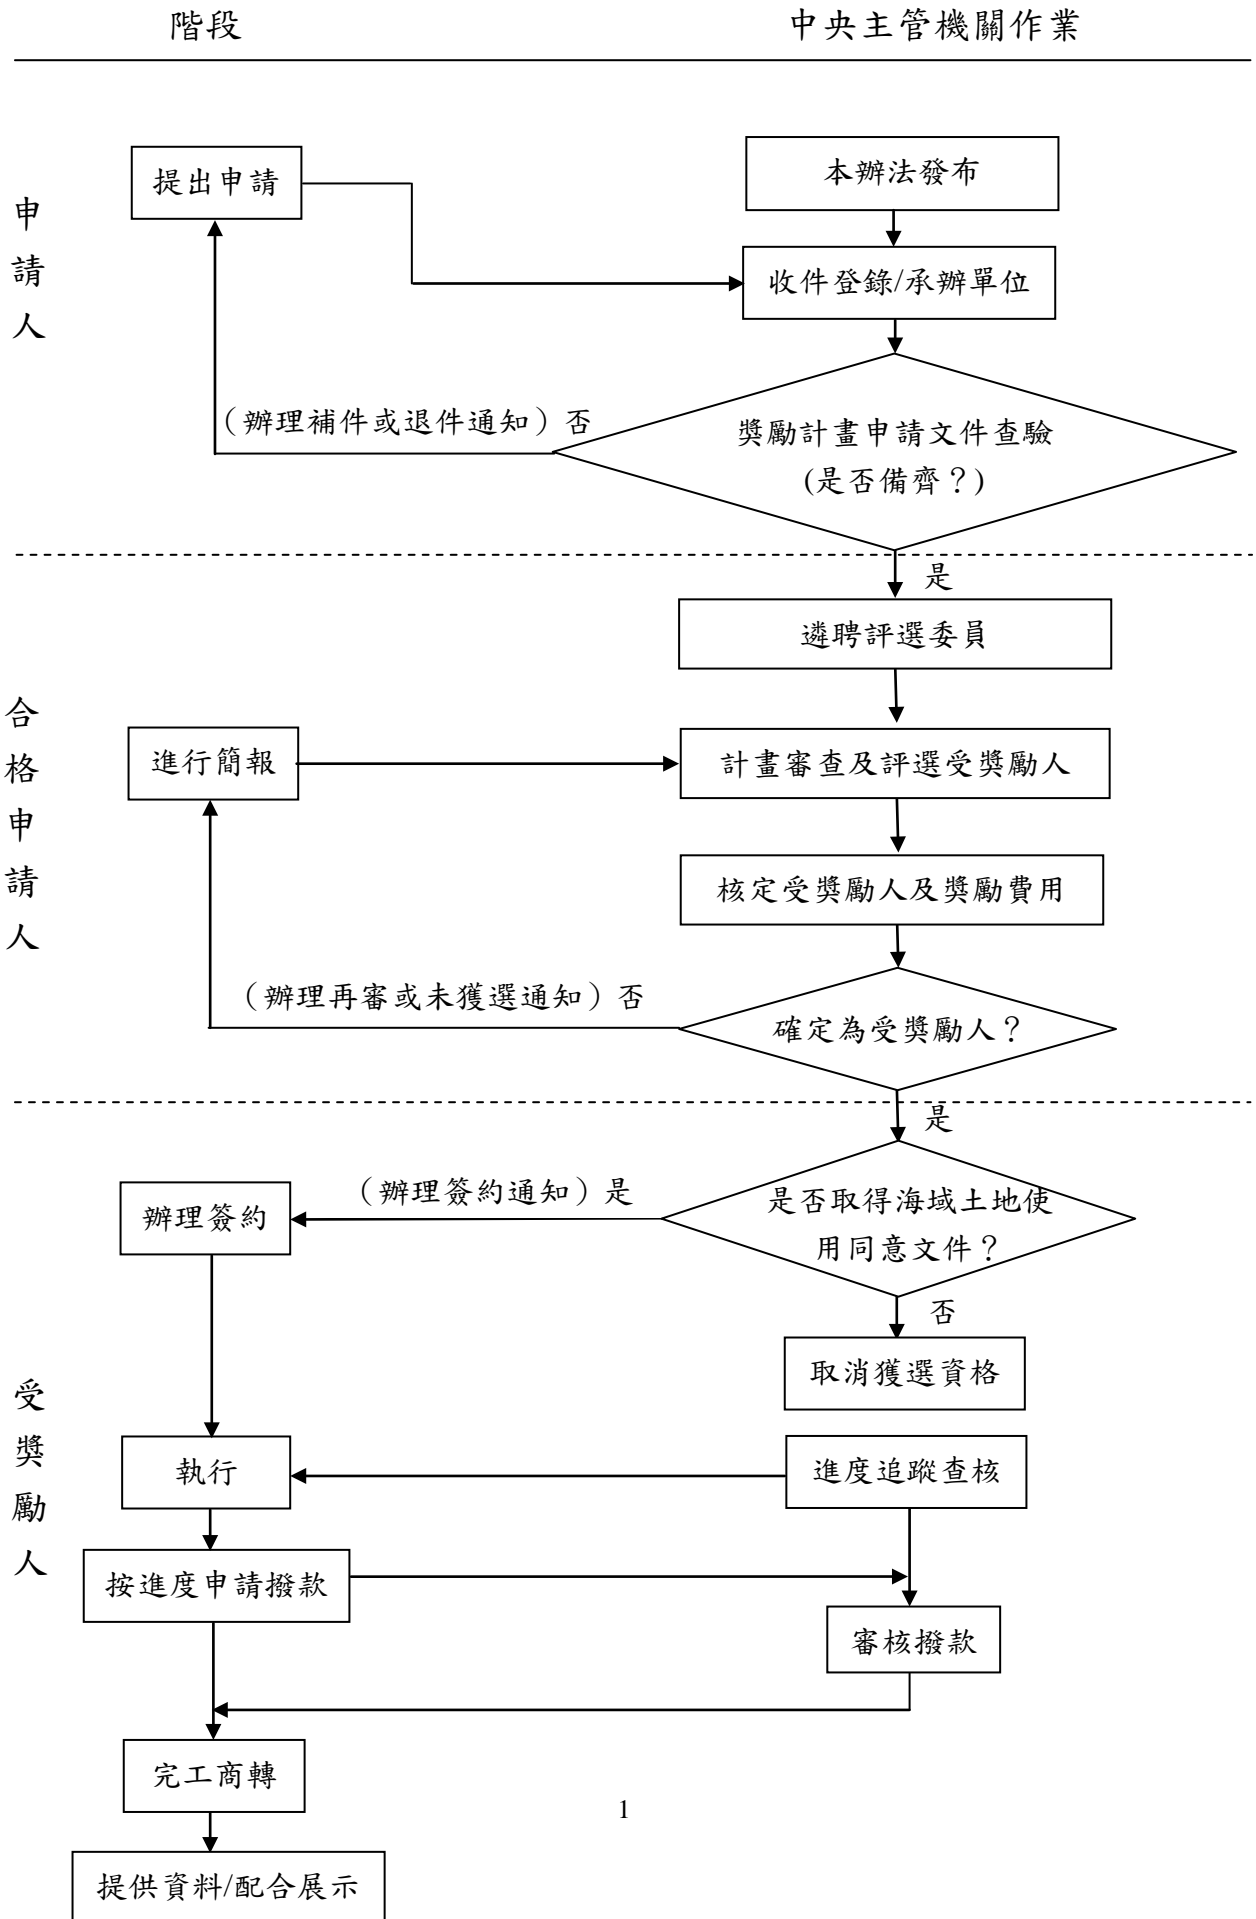 階段
中央主管機關作業
申請人
提出申請
本辦法發布
收件登錄/承辦單位
（辦理補件或退件通知）否
獎勵計畫申請文件查驗
(是否備齊？)
是
合格申請人
遴聘評選委員
進行簡報
計畫審查及評選受獎勵人
核定受獎勵人及獎勵費用
（辦理再審或未獲選通知）否
確定為受獎勵人？
是
受獎勵人
辦理簽約
（辦理簽約通知）是
是否取得海域土地使
用同意文件？
否
取消獲選資格
執行
進度追蹤查核
按進度申請撥款
審核撥款
完工商轉
1
提供資料/配合展示